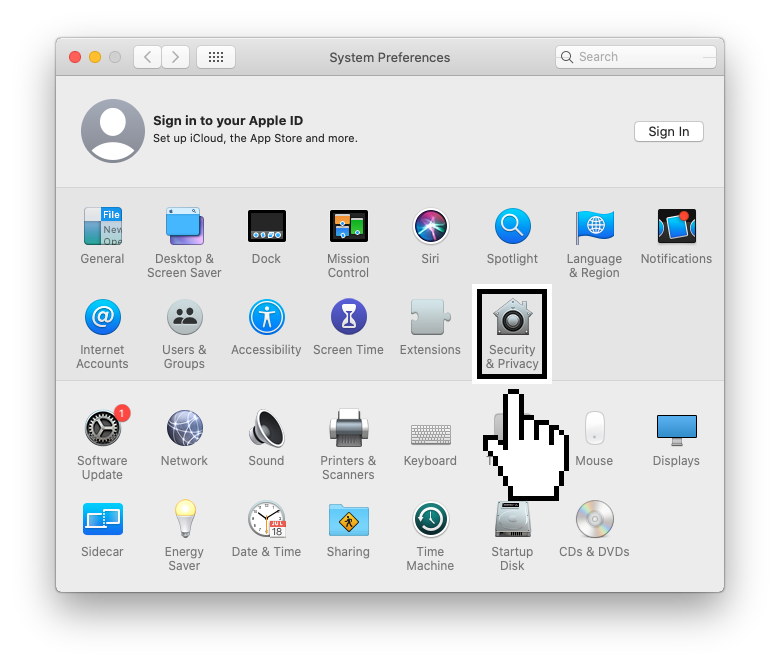 System Preferences
Search
Sign in to your Apple ID
Set up iCloud, the App Store and more.
Sign In
File
New
Ope
General
Desktop &
Screen Saver
Dock
Mission
Control
Siri
Spotlight
Language
& Region
Notifications
@
Internet
Accounts
Users &
Groups
Accessibility
Screen Time
Extensions
Security
& Privacy
1
Software
Update
Network
Sound
Printers &
Scanners
Keyboard
Mouse
Displays
Sidecar
Energy
Saver
JUL
18
Date & Time
Sharing
Time
Machine
Startup
Disk
CDs & DVDs